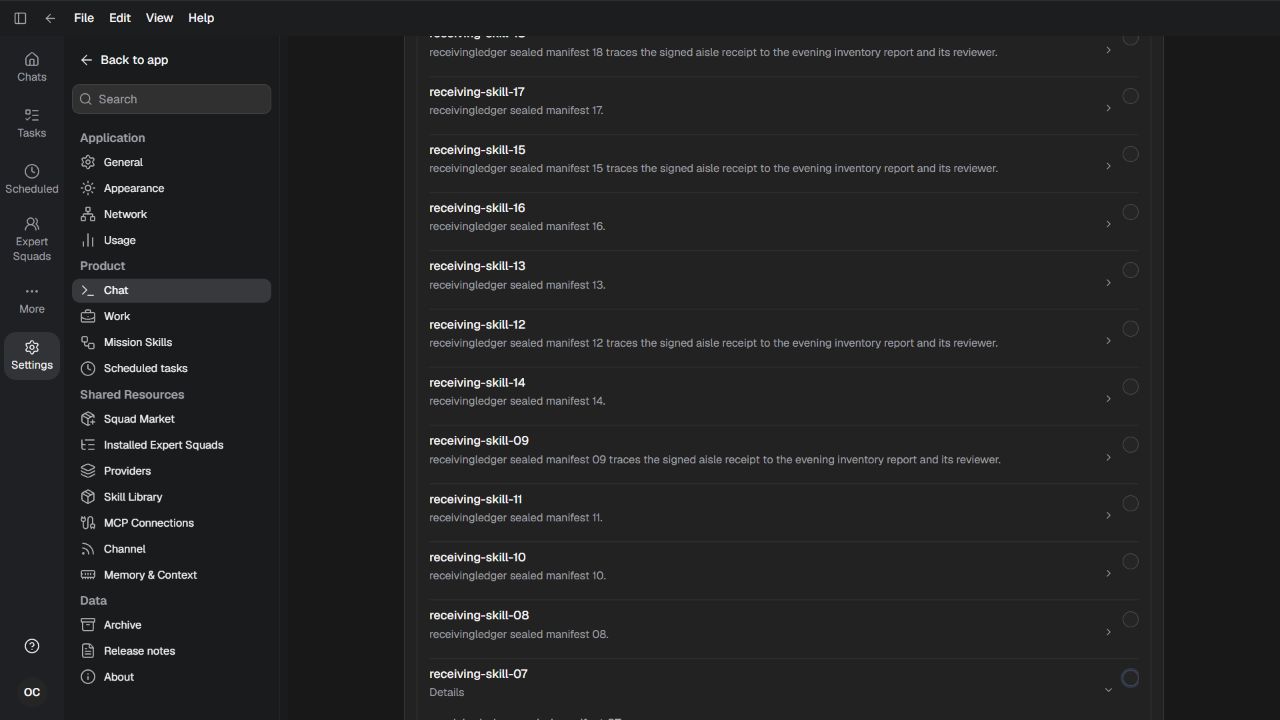 File Edit View Help
Chats
Tasks
Scheduled
Expert
Squads
More
Settings
OC
Back to app
Search
Application
General
Appearance
Network
Usage
Product
Chat
Work
Mission Skills
Scheduled tasks
Shared Resources
Squad Market
Installed Expert Squads
Providers
Skill Library
MCP Connections
Channel
Memory & Context
Data
Archive
Release notes
About
receivingledger sealed manifest 18 traces the signed aisle receipt to the evening inventory report and its reviewer.
receiving-skill-17
receivingledger sealed manifest 17.
receiving-skill-15
receivingledger sealed manifest 15 traces the signed aisle receipt to the evening inventory report and its reviewer.
receiving-skill-16
receivingledger sealed manifest 16.
receiving-skill-13
receivingledger sealed manifest 13.
receiving-skill-12
receivingledger sealed manifest 12 traces the signed aisle receipt to the evening inventory report and its reviewer.
receiving-skill-14
receivingledger sealed manifest 14.
receiving-skill-09
receivingledger sealed manifest 09 traces the signed aisle receipt to the evening inventory report and its reviewer.
receiving-skill-11
receivingledger sealed manifest 11.
receiving-skill-10
receivingledger sealed manifest 10.
receiving-skill-08
receivingledger sealed manifest 08.
receiving-skill-07
Details